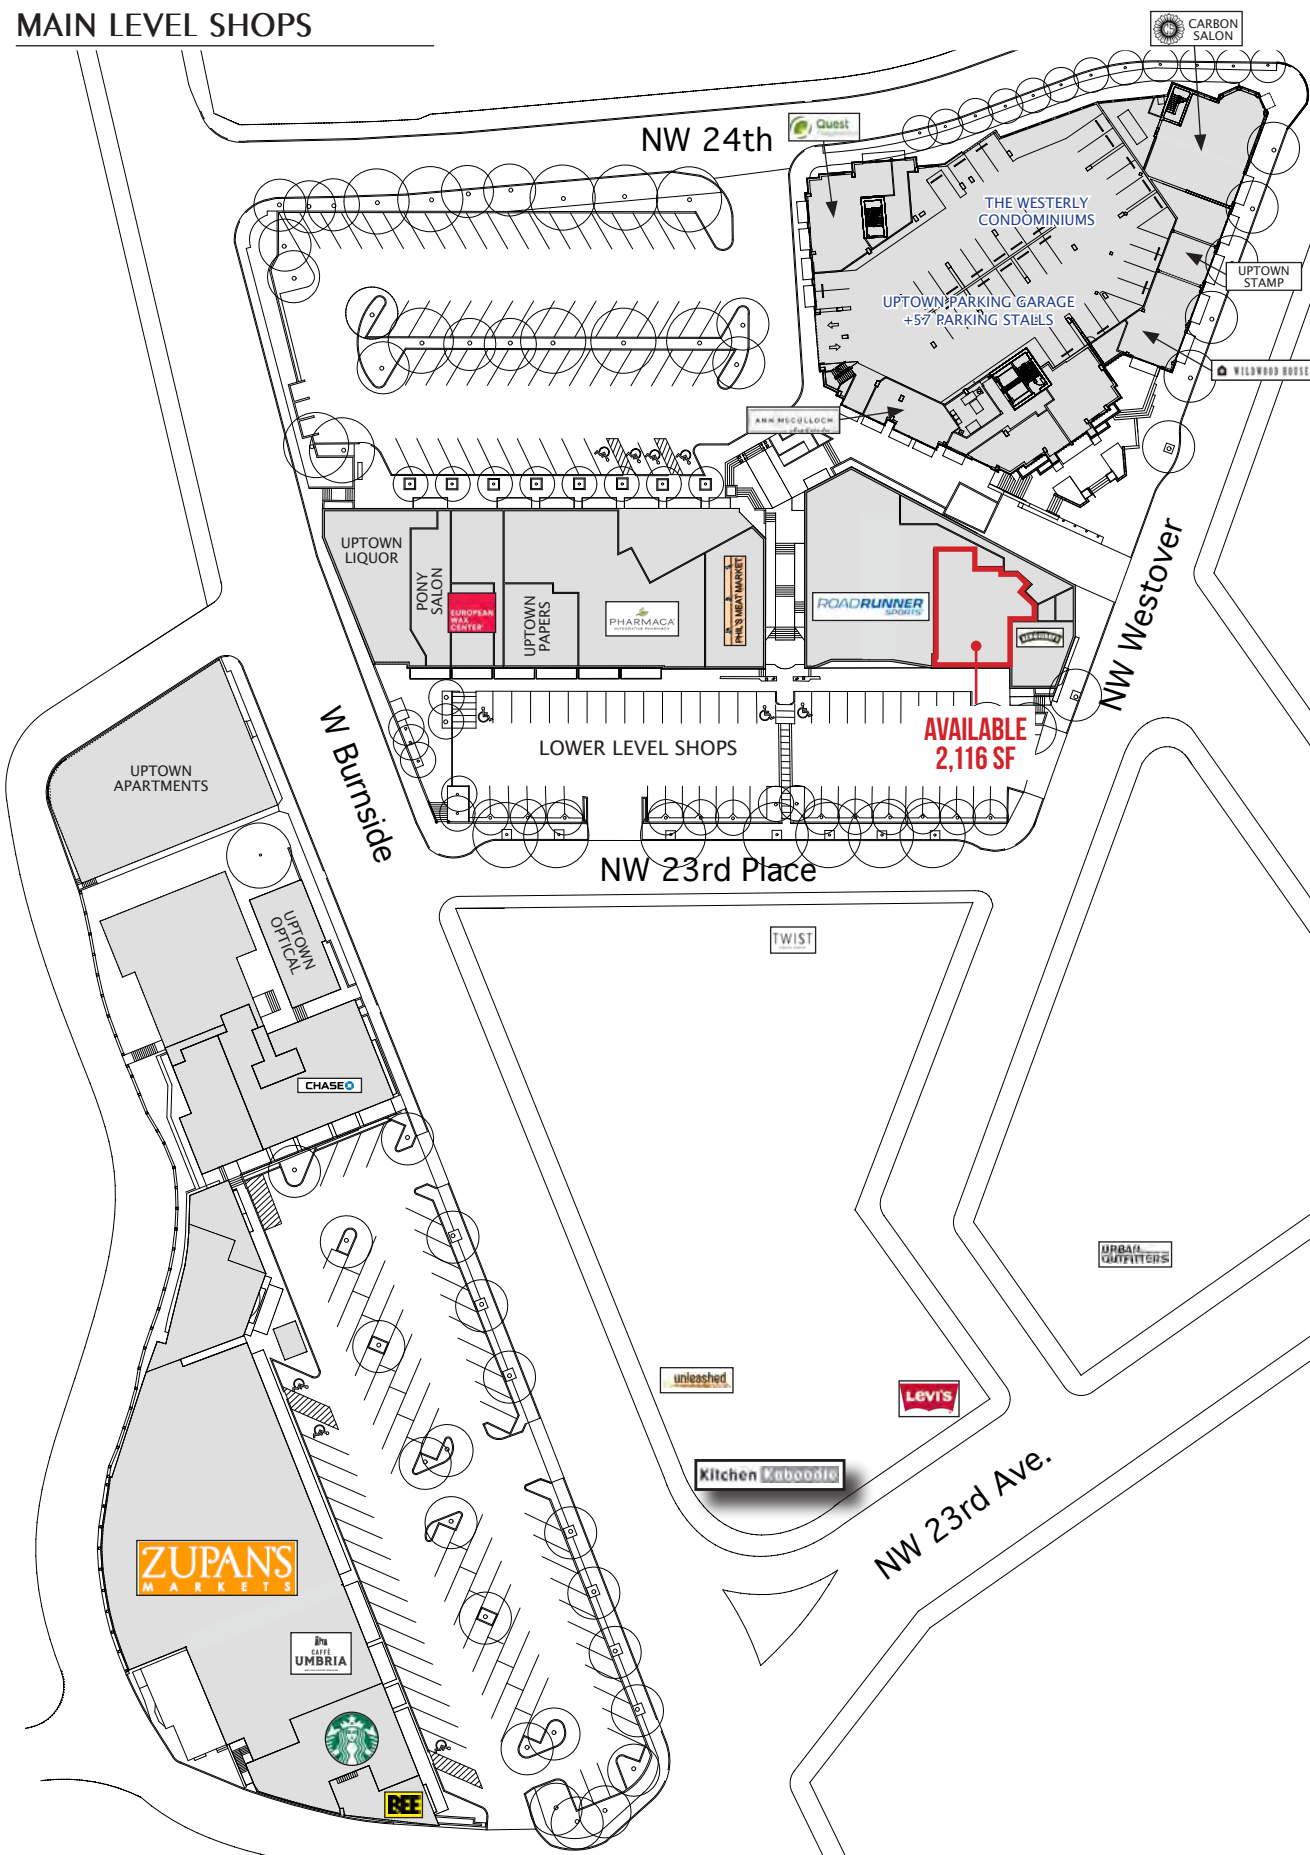 MAIN LEVEL SHOPS
CARBON
SALON
NW 24th
Quest
THE WESTERLY
CONDOMINIUMS
UPTOWN
STAMP
UPTOWN PARKING GARAGE
+57 PARKING STALLS
WILDWOOD HOUSE
ANN MCCULLOCH
UPTOWN
LIQUOR
PONY
SALON
EUROPEAN
WAX
CENTER
UPTOWN
PAPERS
PHARMACA
INTEGRATIVE PHARMACY
PHIL'S MEAT MARKET
ROADRUNNER
SPORTS
NW Westover
AVAILABLE
2,116 SF
LOWER LEVEL SHOPS
W Burnside
UPTOWN
APARTMENTS
NW 23rd Place
UPTOWN
OPTICAL
TWIST
CHASE
URBAN
OUTFITTERS
unleashed
LEVI'S
Kitchen Kaboodle
NW 23rd Ave.
ZUPAN'S
MARKETS
CAFFÈ
UMBRIA
BEE